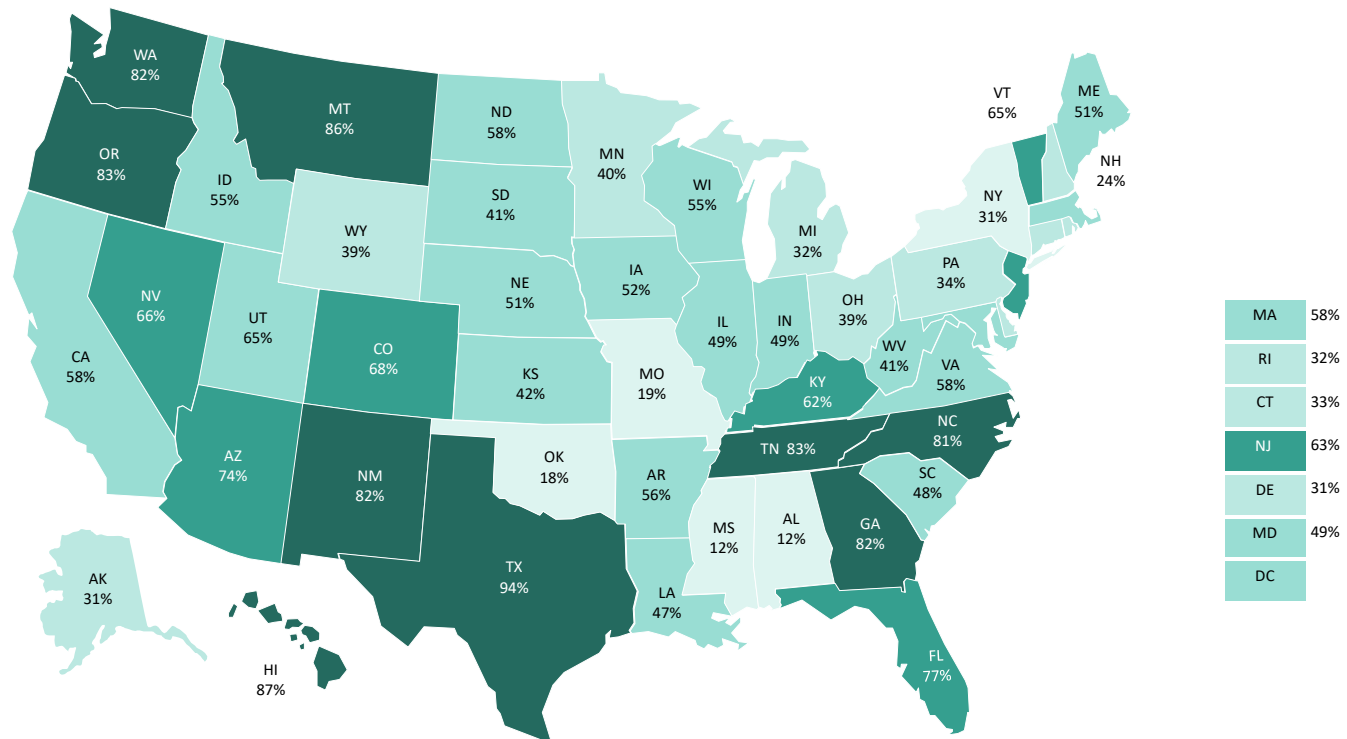 WA
82%
MT
86%
ND
58%
MN
40%
VT
65%
ME
51%
OR
83%
ID
55%
SD
41%
WI
55%
NH
24%
NY
31%
WY
39%
MI
32%
PA
34%
IA
52%
NE
51%
OH
39%
NV
66%
UT
65%
CO
68%
IL
49%
IN
49%
WV
41%
VA
58%
CA
58%
KS
42%
MO
19%
KY
62%
NC
81%
TN 83%
AZ
74%
NM
82%
OK
18%
AR
56%
SC
48%
MS
12%
AL
12%
GA
82%
TX
94%
LA
47%
AK
31%
HI
87%
FL
77%
MA 58%
RI 32%
CT 33%
NJ 63%
DE 31%
MD 49%
DC